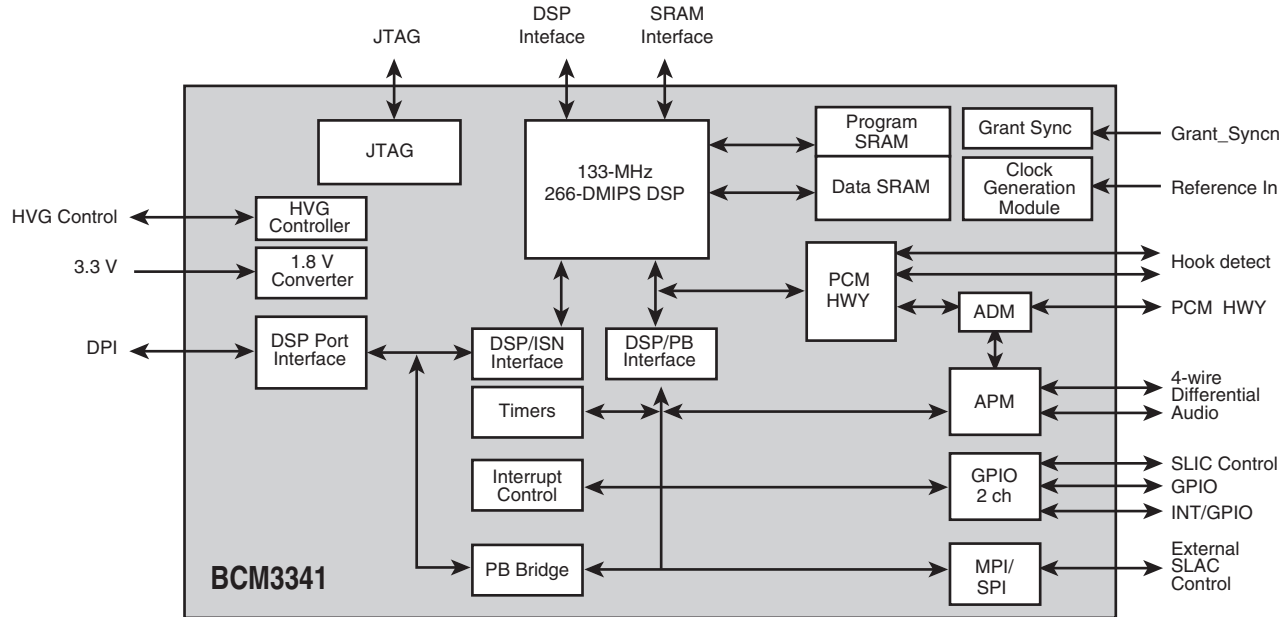 JTAG
DSP
Inteface
SRAM
Interface
JTAG
133-MHz
266-DMIPS DSP
Program
SRAM
Data SRAM
Grant Sync
Clock
Generation
Module
Grant_Syncn
Reference In
HVG Control
HVG
Controller
3.3 V
1.8 V
Converter
DPI
DSP Port
Interface
DSP/ISN
Interface
DSP/PB
Interface
PCM
HWY
ADM
Hook detect
PCM HWY
Timers
APM
4-wire
Differential
Audio
Interrupt
Control
GPIO
2 ch
SLIC Control
GPIO
INT/GPIO
BCM3341
PB Bridge
MPI/
SPI
External
SLAC
Control